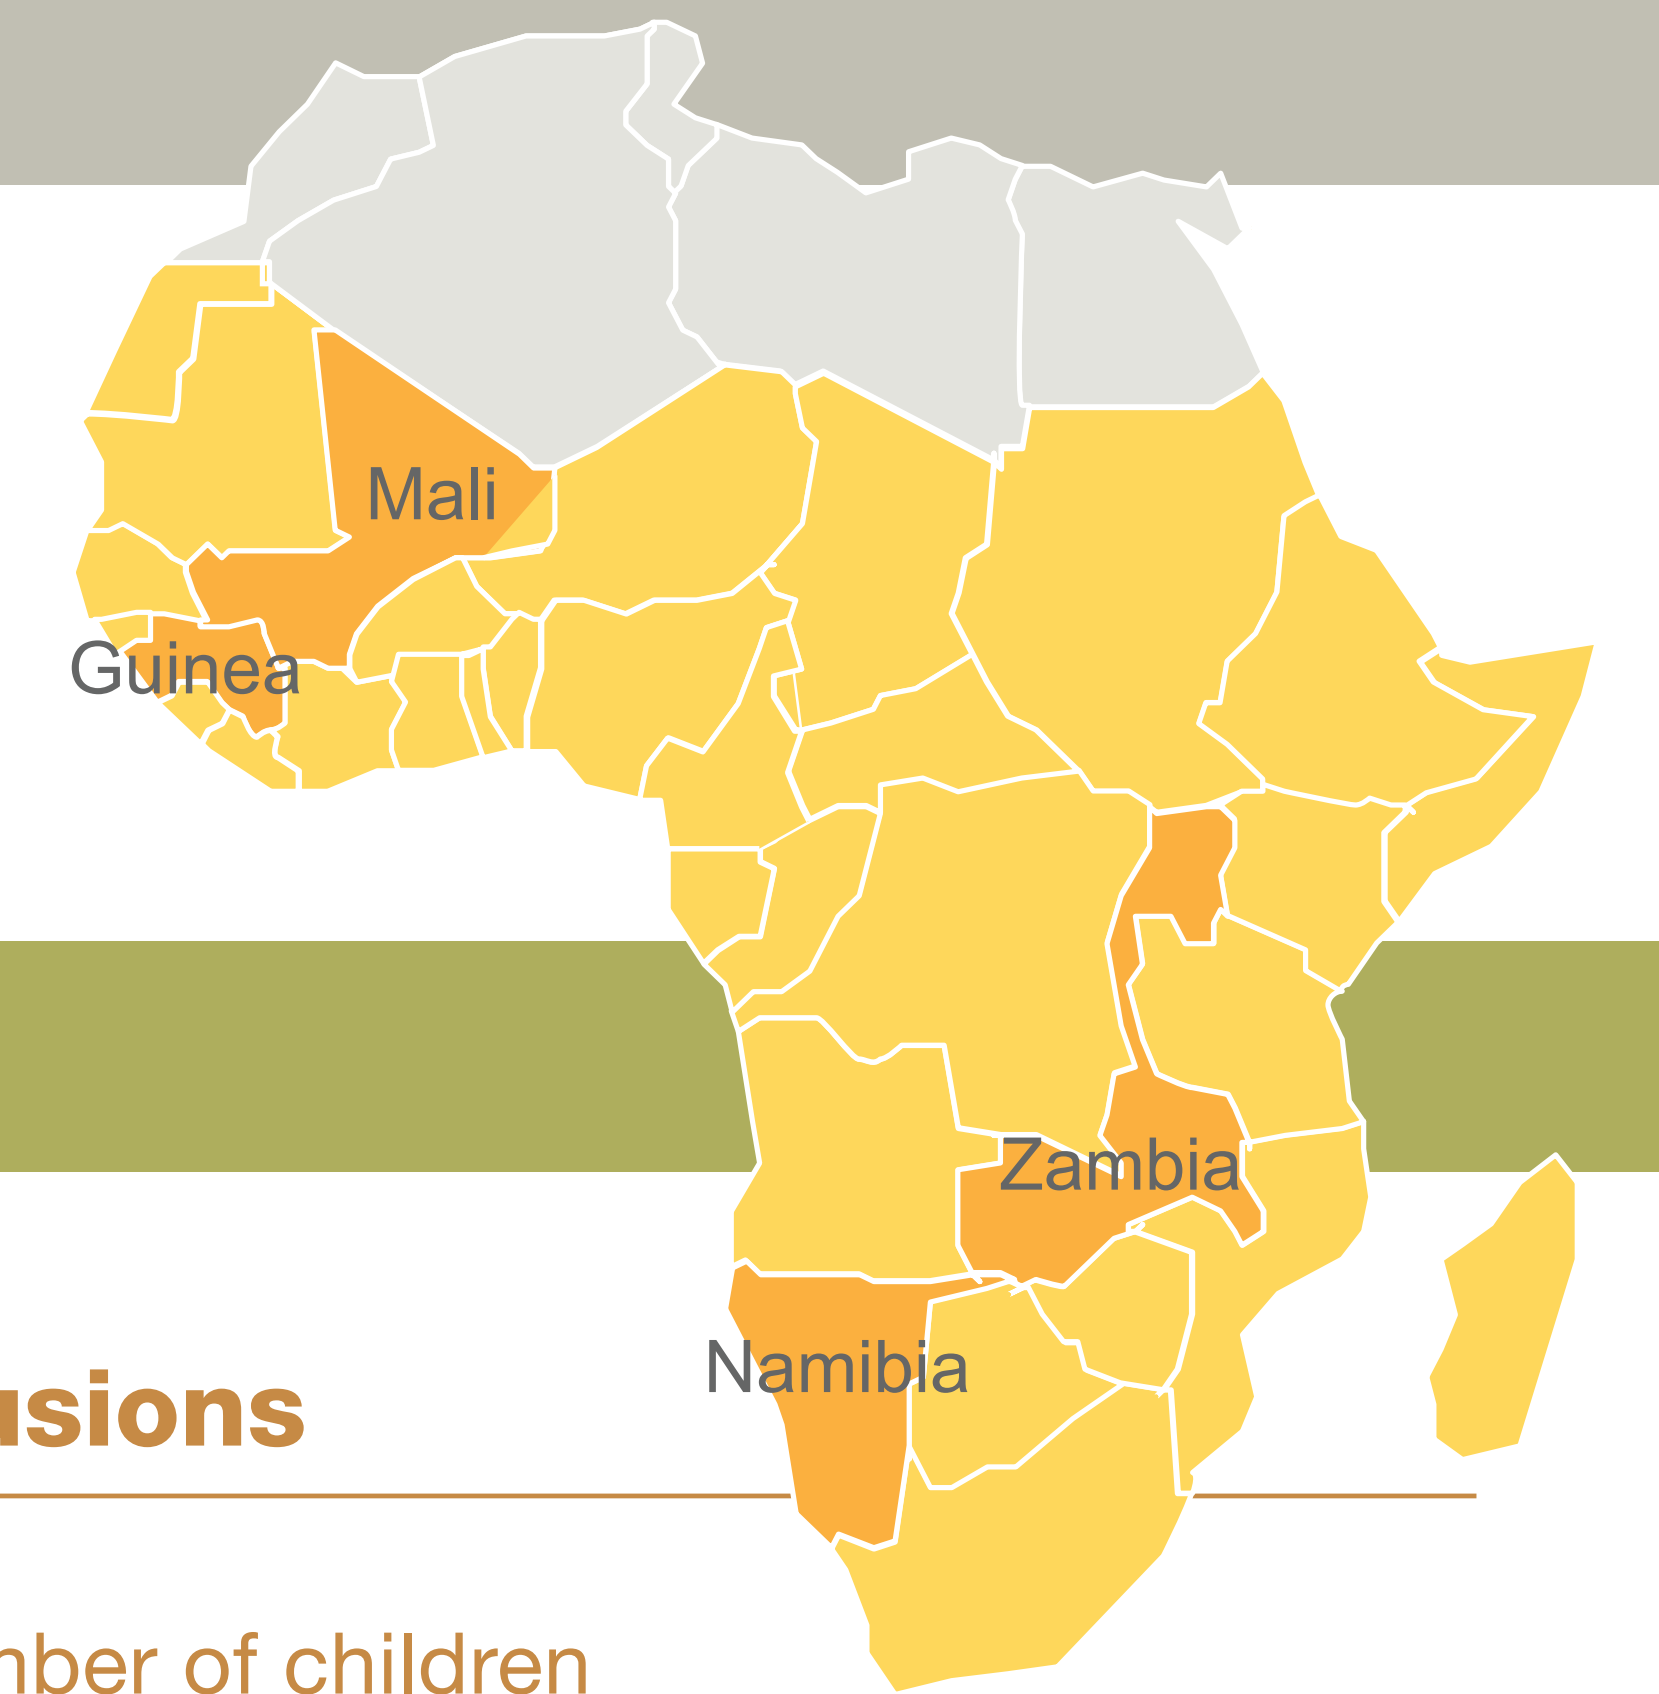 Mali
Guinea
Zambia
Namibia
usions
nber of children